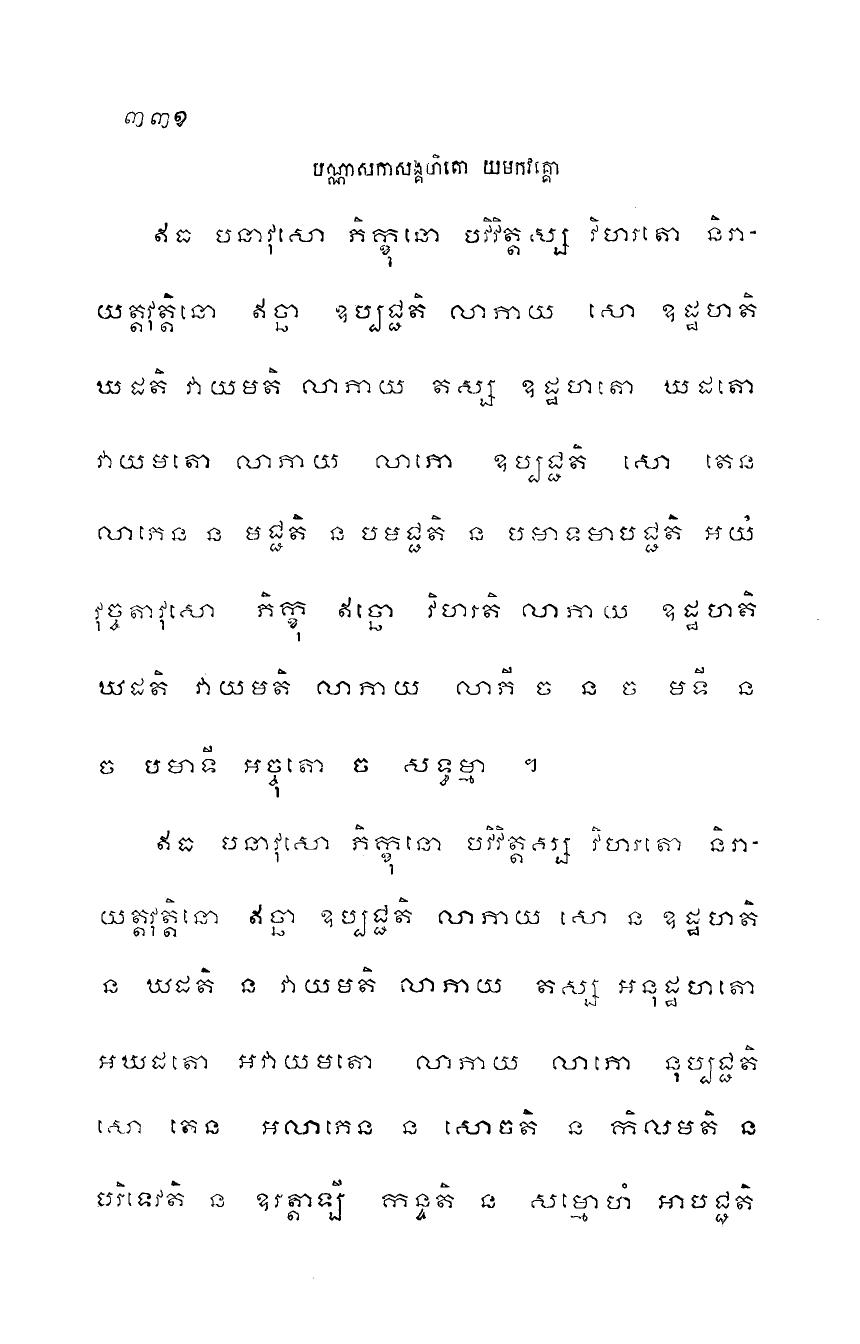 ៣៣១
បណ្ណាសកាសង្គហិតោ យមកវគ្គោ
ឥធ បនាវុសោ ភិក្ខុនោ បវិវិត្តស្ស វិហរតោ និរា-
យត្តវុត្តិនោ ឥច្ឆា ឧប្បជ្ជតិ លាភាយ សោ ឧដ្ឋហតិ
ឃដតិ វាយមតិ លាភាយ តស្ស ឧដ្ឋហតោ ឃដតោ
វាយមតោ លាភាយ លាភោ ឧប្បជ្ជតិ សោ តេន
លាភេន ន មជ្ជតិ ន បមជ្ជតិ ន បមាទមាបជ្ជតិ អយំ
វុច្ចតាវុសោ ភិក្ខុ ឥច្ឆោ វិហរតិ លាភាយ ឧដ្ឋហតិ
ឃដតិ វាយមតិ លាភាយ លាភី ច ន ច មទី ន
ច បមាទី អច្ចុតោ ច សទ្ធម្មា ។
ឥធ បនាវុសោ ភិក្ខុនោ បវិវិត្តស្ស វិហរតោ និរា-
យត្តវុត្តិនោ ឥច្ឆា ឧប្បជ្ជតិ លាភាយ សោ ន ឧដ្ឋហតិ
ន ឃដតិ ន វាយមតិ លាភាយ តស្ស អនុដ្ឋហតោ
អឃដតោ អវាយមតោ លាភាយ លាភោ នុប្បជ្ជតិ
សោ តេន អលាភេន ន សោចតិ ន កិលមតិ ន
បរិទេវតិ ន ឧរត្តាឡី កន្ទតិ ន សម្មោហំ អាបជ្ជតិ